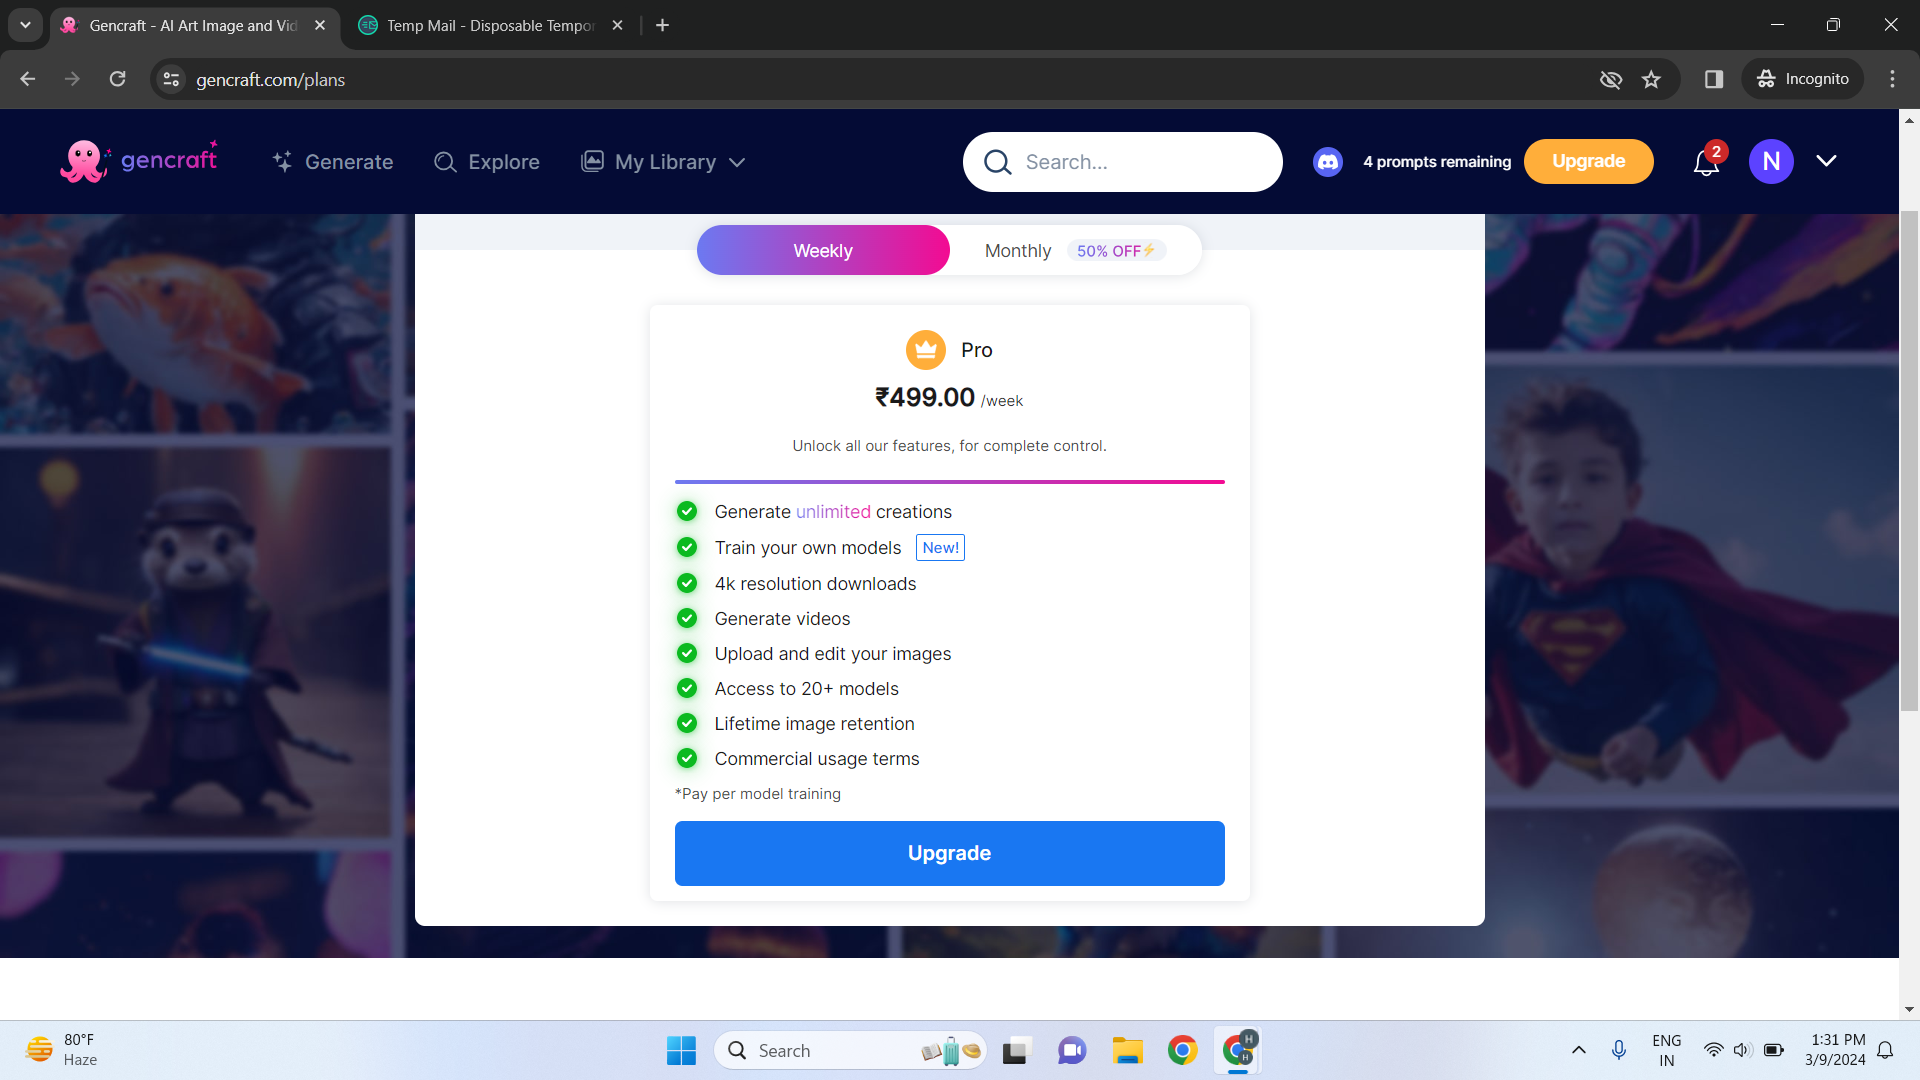 Gencraft - AI Art Image and Vid
Temp Mail - Disposable Tempor
gencraft.com/plans
Incognito
gencraft
Generate
Explore
My Library
Search...
4 prompts remaining
Upgrade
2
N
Weekly
Monthly 50% OFF⚡
Pro
₹499.00 /week
Unlock all our features, for complete control.
Generate unlimited creations
Train your own models New!
4k resolution downloads
Generate videos
Upload and edit your images
Access to 20+ models
Lifetime image retention
Commercial usage terms
*Pay per model training
Upgrade
80°F
Haze
Search
H
H
ENG
IN
1:31 PM
3/9/2024